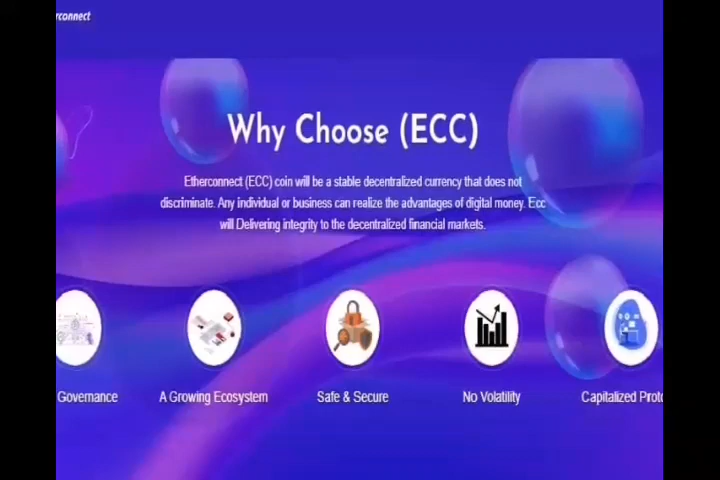 rconnect
Why Choose (ECC)
Etherconnect (ECC) coin will be a stable decentralized currency that does not
discriminate. Any individual or business can realize the advantages of digital money. Ecc
will Delivering integrity to the decentralized financial markets.
Governance
A Growing Ecosystem
Safe & Secure
No Volatility
Capitalized Proto